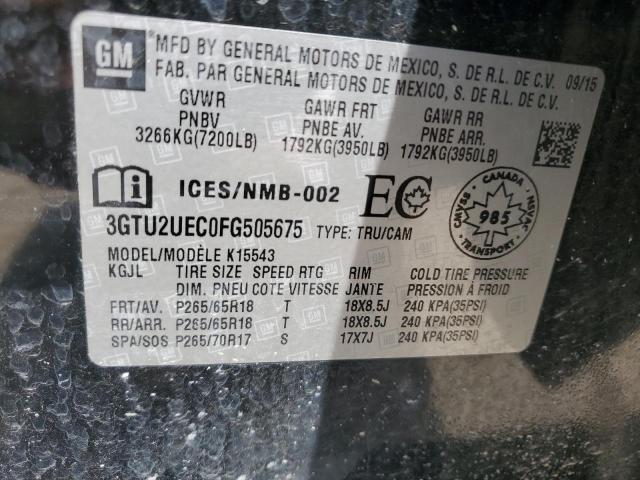 GM
MFD BY GENERAL MOTORS DE MEXICO, S. DE R.L. DE C.V. 09/15
FAB. PAR GENERAL MOTORS DE MEXICO, S. DE R.L. DE C.V.
GVWR GAWR FRT GAWR RR
PNBV PNBE AV. PNBE ARR.
3266KG(7200LB) 1792KG(3950LB) 1792KG(3950LB)
ICES/NMB-002 EC
CANADA
CMVSS 985 NVAC
TRANSPORT
3GTU2UEC0FG505675 TYPE: TRU/CAM
MODEL/MODÈLE K15543
KGJL TIRE SIZE SPEED RTG RIM COLD TIRE PRESSURE
DIM. PNEU COTE VITESSE JANTE PRESSION À FROID
FRT/AV. P265/65R18 T 18X8.5J 240 KPA(35PSI)
RR/ARR. P265/65R18 T 18X8.5J 240 KPA(35PSI)
SPA/SOS P265/70R17 S 17X7J 240 KPA(35PSI)